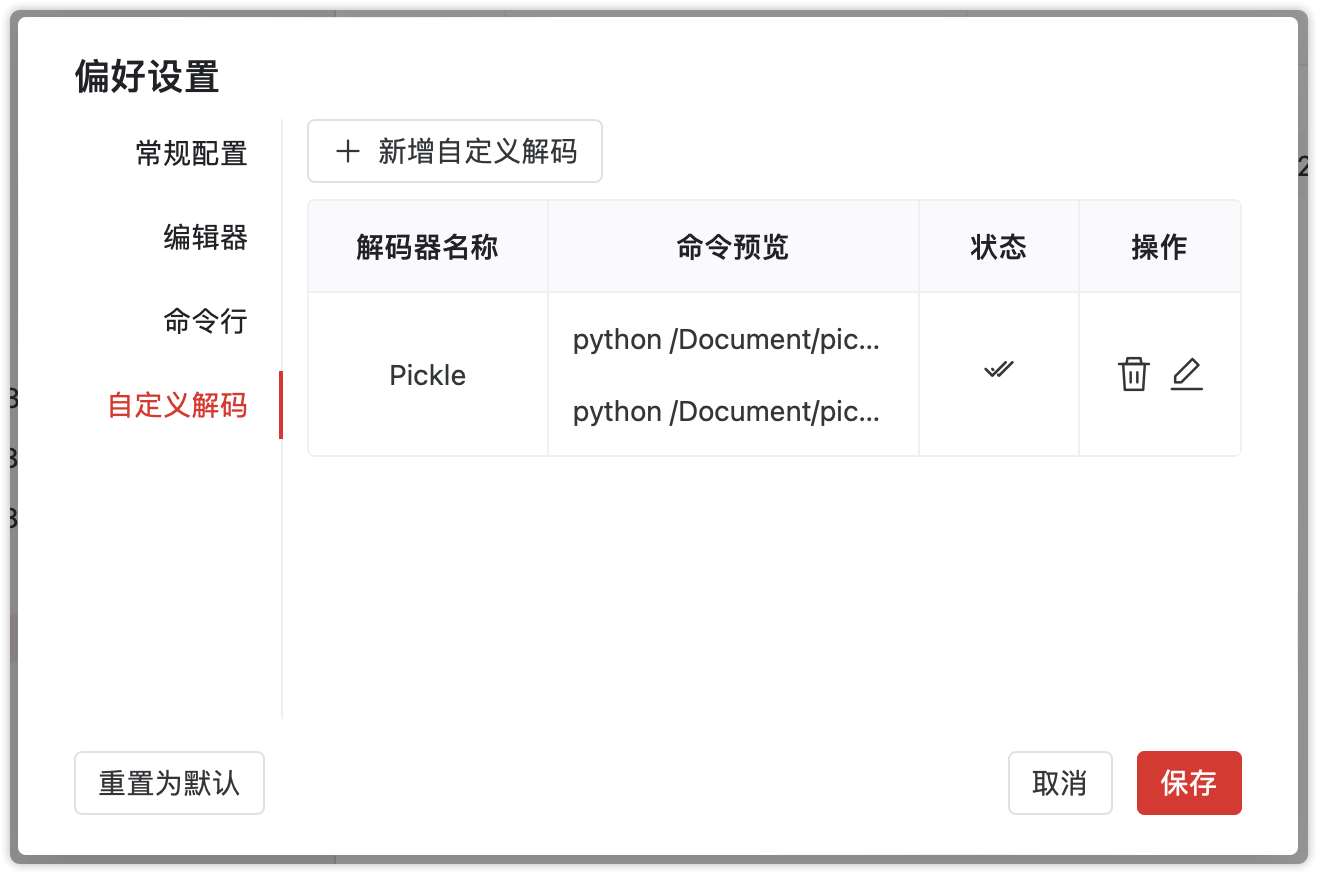 偏好设置
常规配置
编辑器
命令行
自定义解码
新增自定义解码
解码器名称 命令预览 状态 操作
Pickle
python /Document/pic...
python /Document/pic...
重置为默认
取消
保存